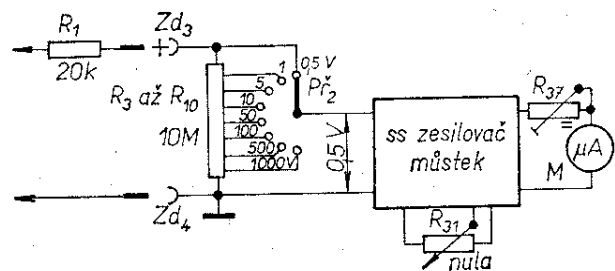 R1
20k
Zd3
R3 až R10
10M
1
5
10
50
100
500
1000V
0,5 V
Př2
0,5 V
ss zesilovač
můstek
R37
=
µA
M
R31
nula
Zd4